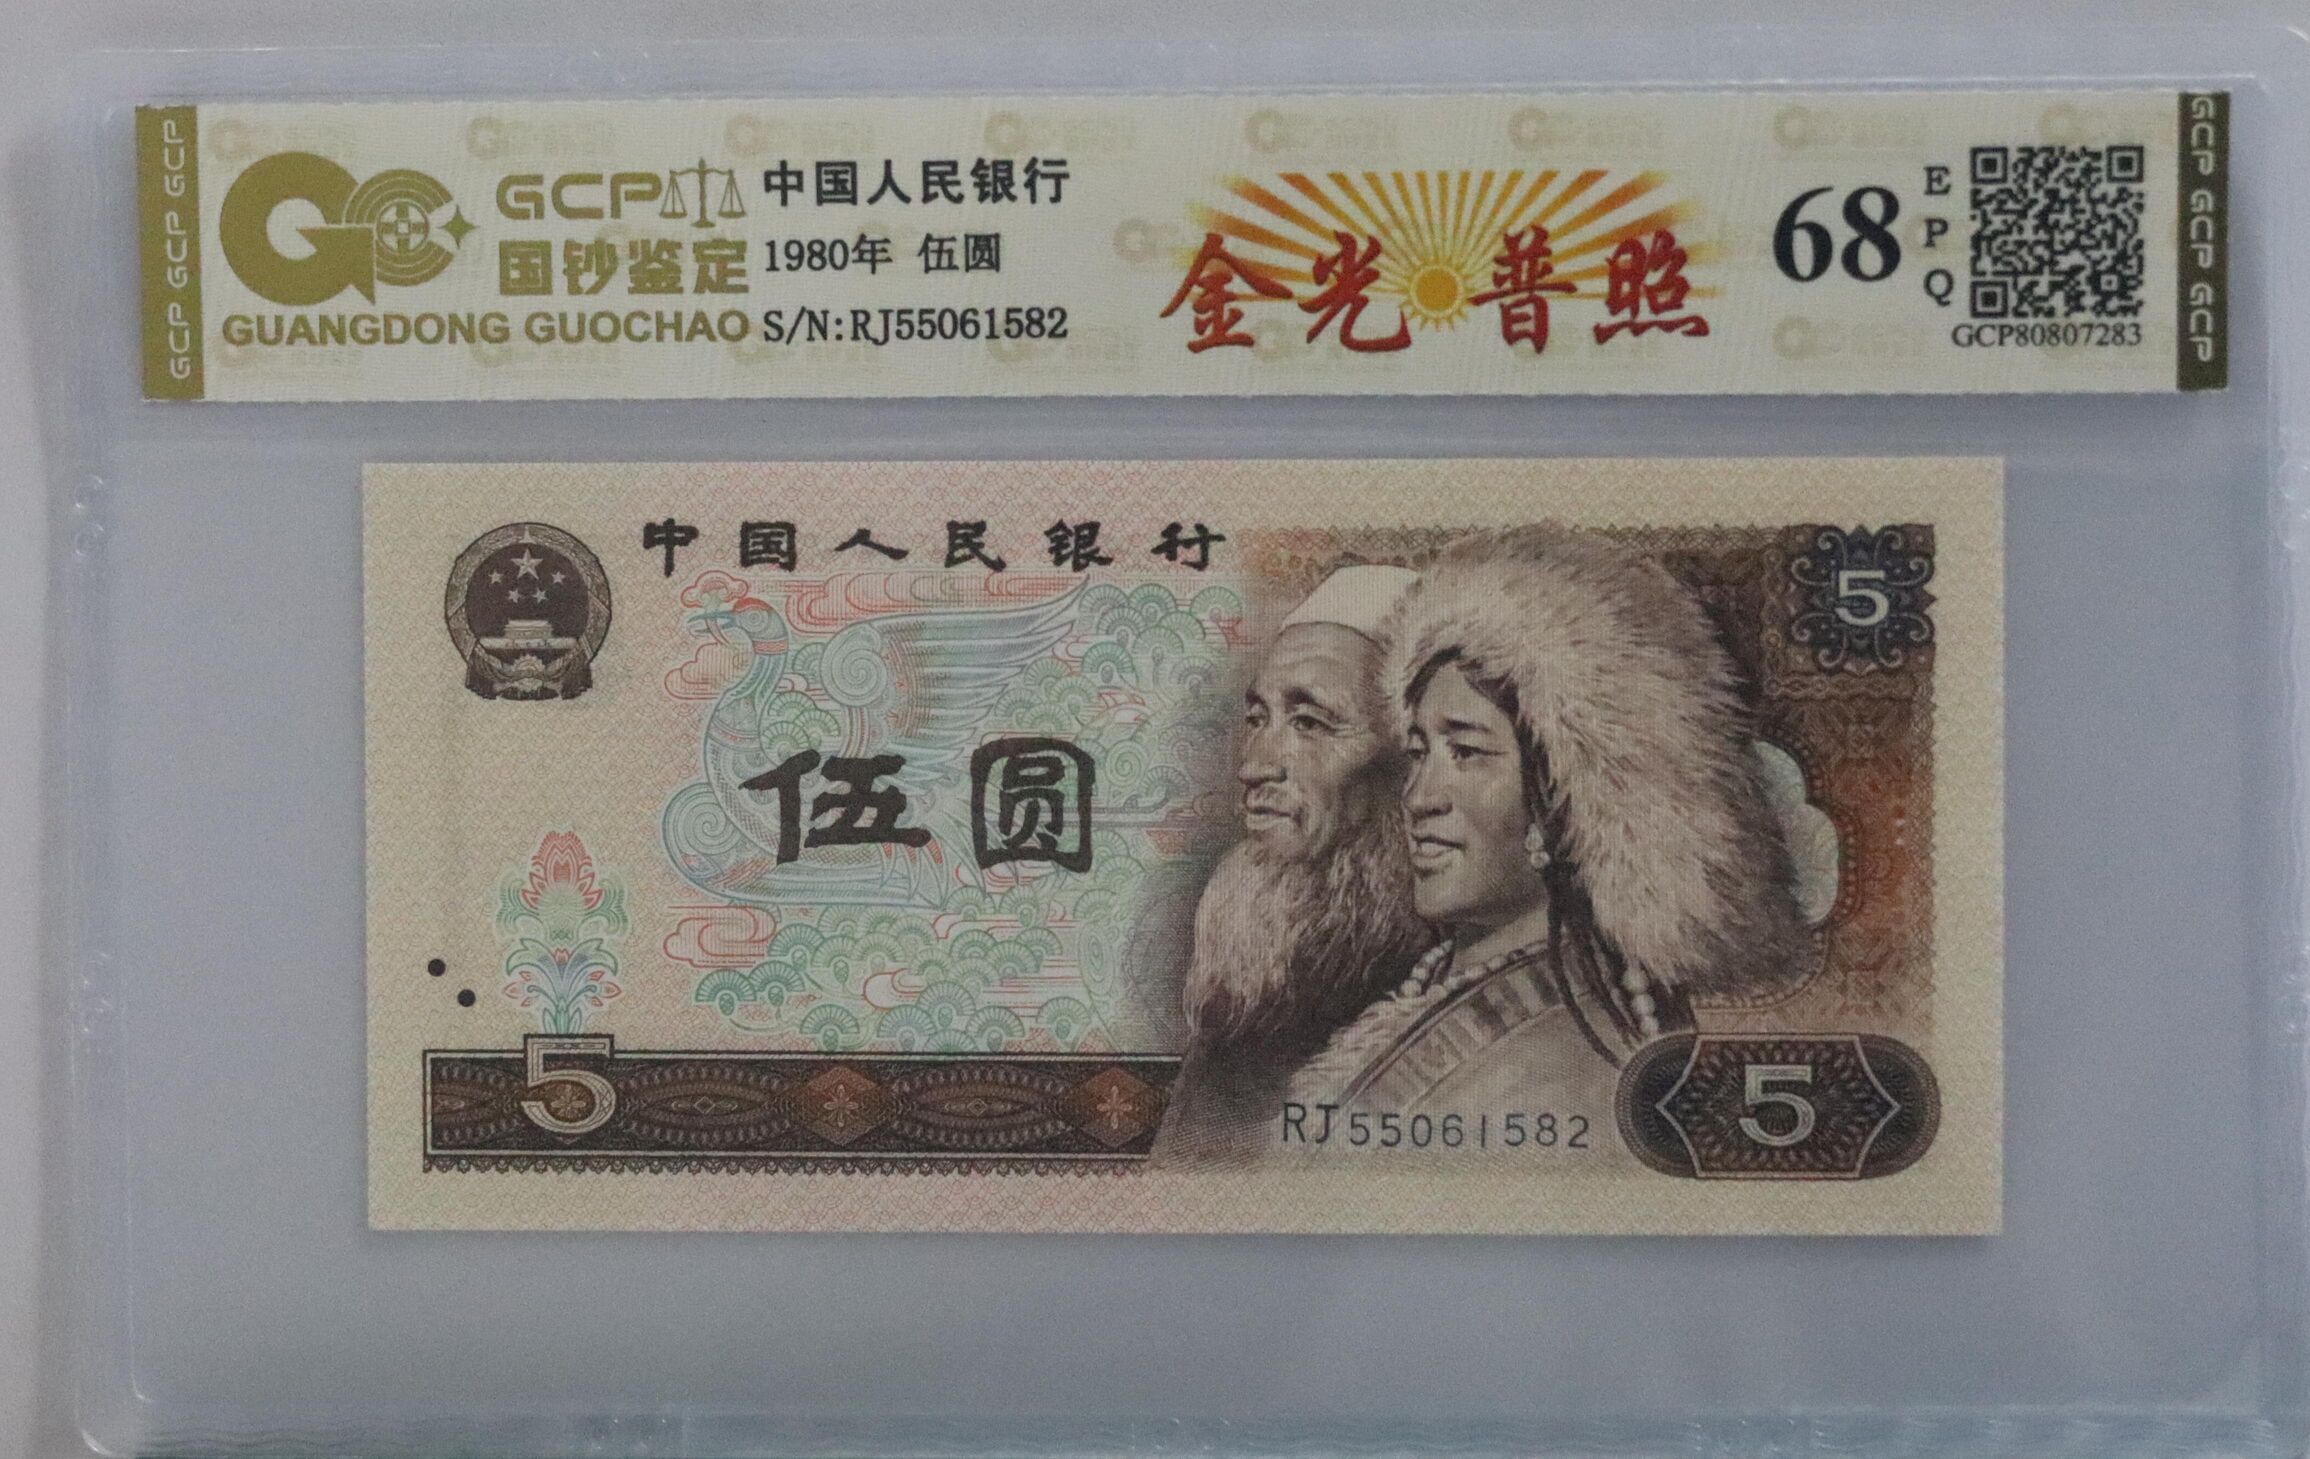 GCP GCP GCP
GCP
国钞鉴定
GUANGDONG GUOCHAO
中国人民银行
1980年 伍圆
S/N:RJ55061582
金光普照
68
EPQ
GCP80807283
GCP GCP GCP
中国人民银行
5
伍圆
5
RJ55061582
5